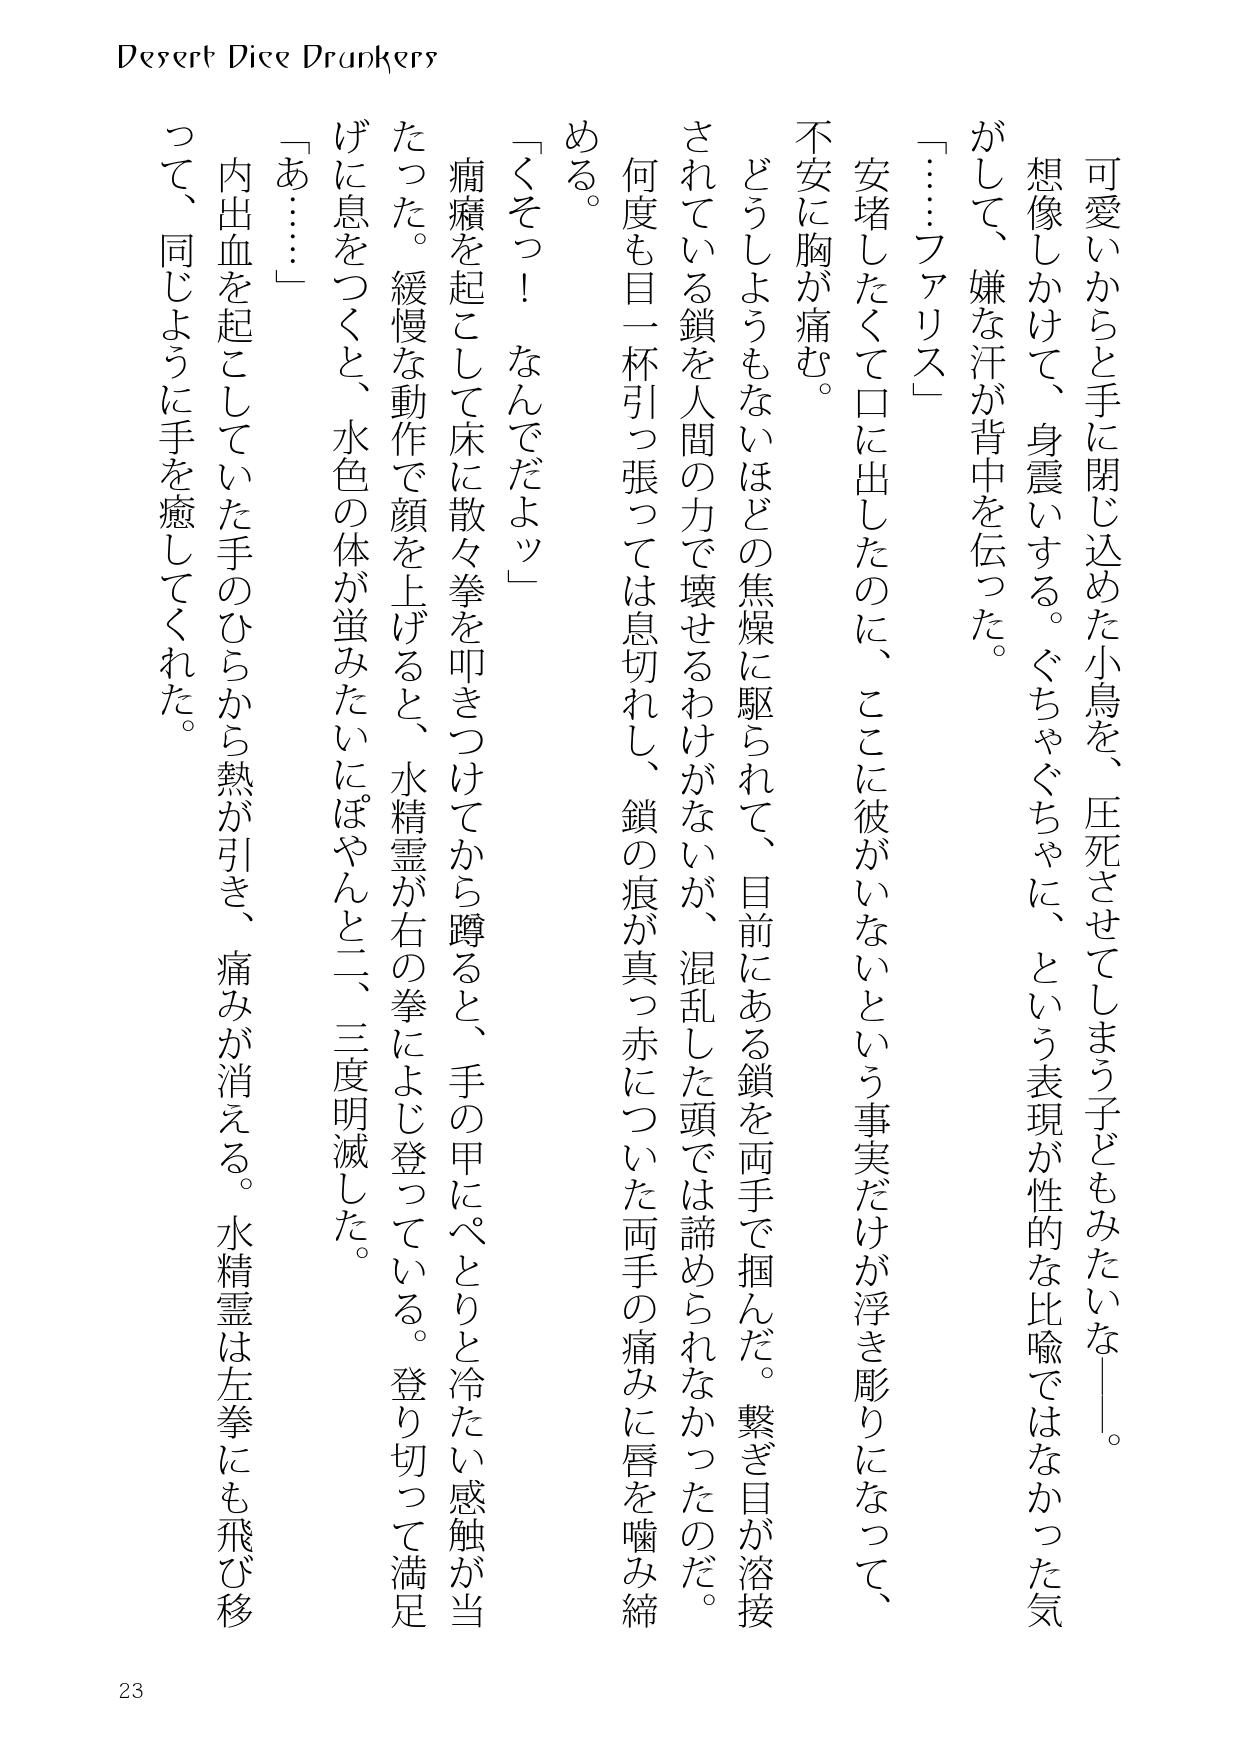 Desert Dice Drunkers
可愛いからと手に閉じ込めた小鳥を、圧死させてしまう子どもみたいな――。
想像しかけて、身震いする。ぐちゃぐちゃに、という表現が性的な比喩ではなかった気
がして、嫌な汗が背中を伝った。
「……ファリス」
安堵したくて口に出したのに、ここに彼がいないという事実だけが浮き彫りになって、
不安に胸が痛む。
どうしようもないほどの焦燥に駆られて、目前にある鎖を両手で掴んだ。繋ぎ目が溶接
されている鎖を人間の力で壊せるわけがないが、混乱した頭では諦められなかったのだ。
何度も目一杯引っ張っては息切れし、鎖の痕が真っ赤についた両手の痛みに唇を噛み締
める。
「くそっ！　なんでだよッ」
癇癪を起こして床に散々拳を叩きつけてから蹲ると、手の甲にぺとりと冷たい感触が当
たった。緩慢な動作で顔を上げると、水精霊が右の拳によじ登っている。登り切って満足
げに息をつくと、水色の体が蛍みたいにぽやんと二、三度明滅した。
「あ……」
内出血を起こしていた手のひらから熱が引き、痛みが消える。水精霊は左拳にも飛び移
って、同じように手を癒してくれた。
23